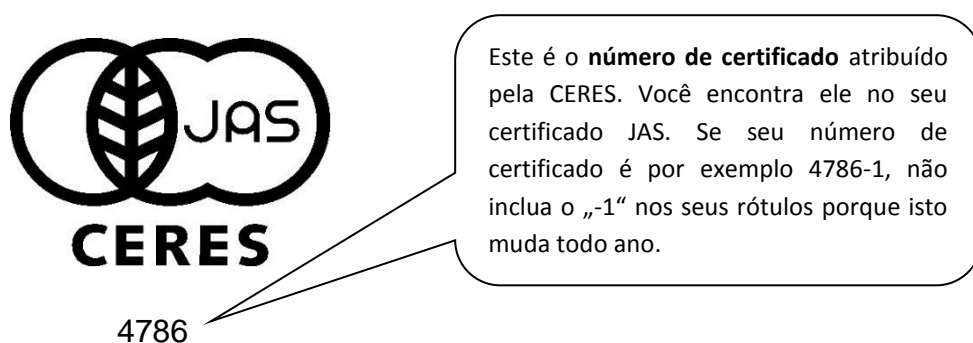 JAS
CERES
4786
Este é o número de certificado atribuído
pela CERES. Você encontra ele no seu
certificado JAS. Se seu número de
certificado é por exemplo 4786-1, não
inclua o „-1“ nos seus rótulos porque isto
muda todo ano.